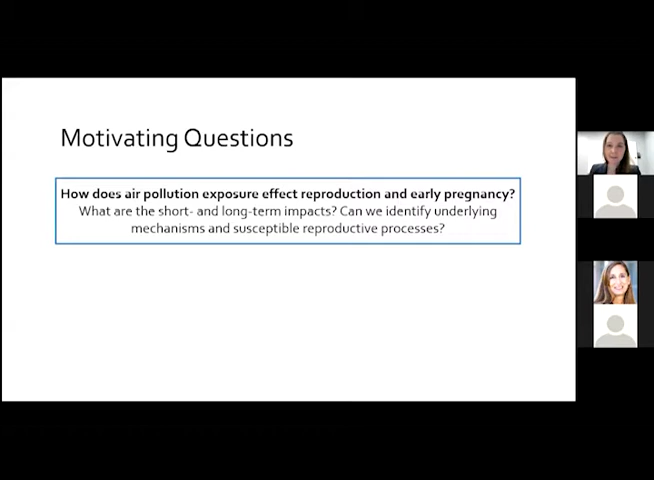 Motivating Questions
How does air pollution exposure effect reproduction and early pregnancy?
What are the short- and long-term impacts? Can we identify underlying
mechanisms and susceptible reproductive processes?